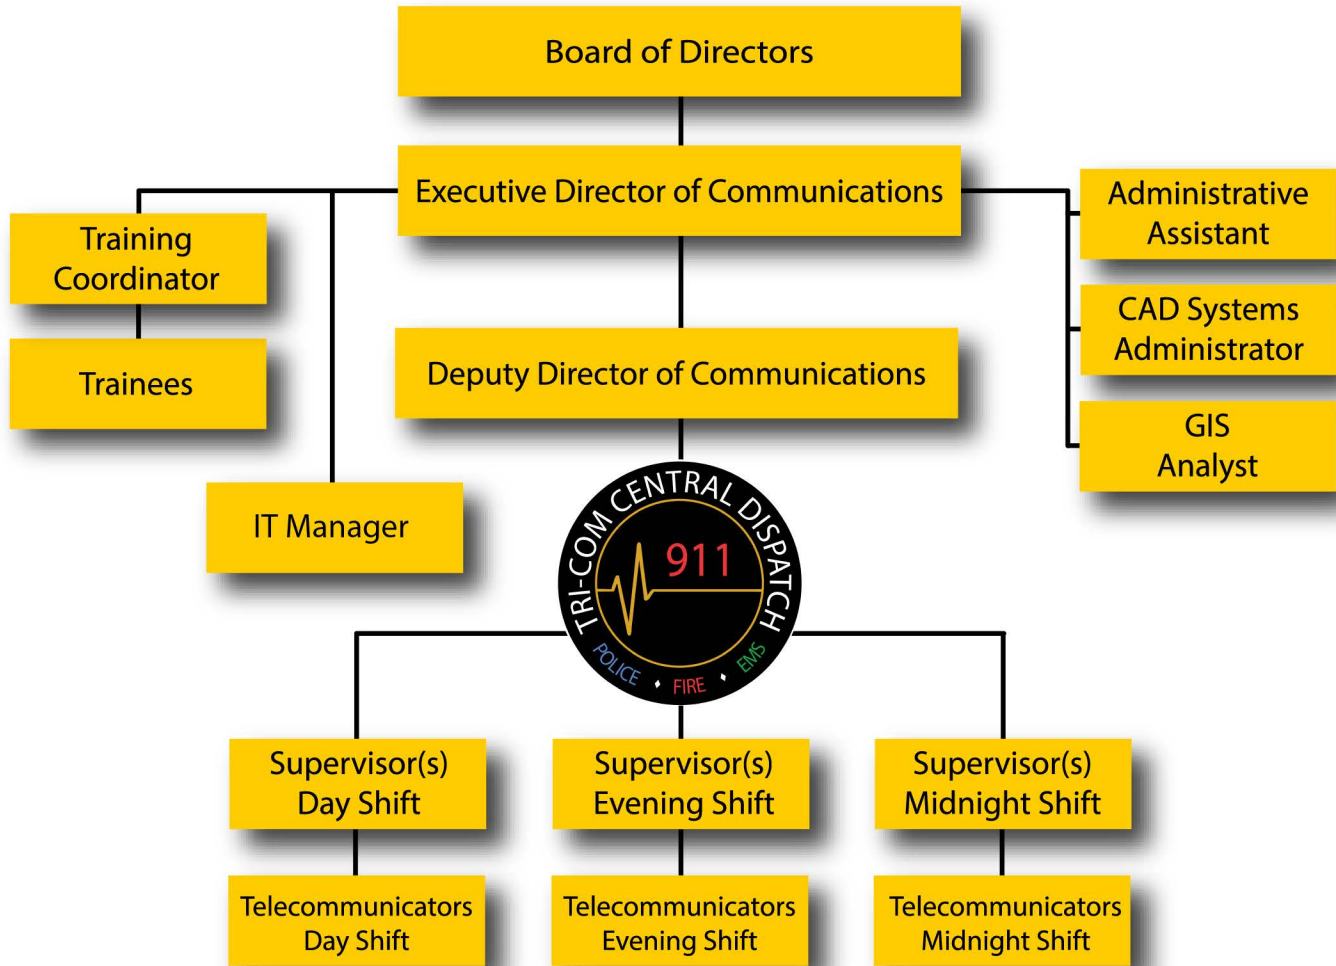 Board of Directors
Executive Director of Communications
Training
Coordinator
Trainees
IT Manager
Administrative
Assistant
CAD Systems
Administrator
GIS
Analyst
Deputy Director of Communications
TRI-COM CENTRAL DISPATCH
911
POLICE ♦ FIRE ♦ EMS
Supervisor(s)
Day Shift
Supervisor(s)
Evening Shift
Supervisor(s)
Midnight Shift
Telecommunicators
Day Shift
Telecommunicators
Evening Shift
Telecommunicators
Midnight Shift